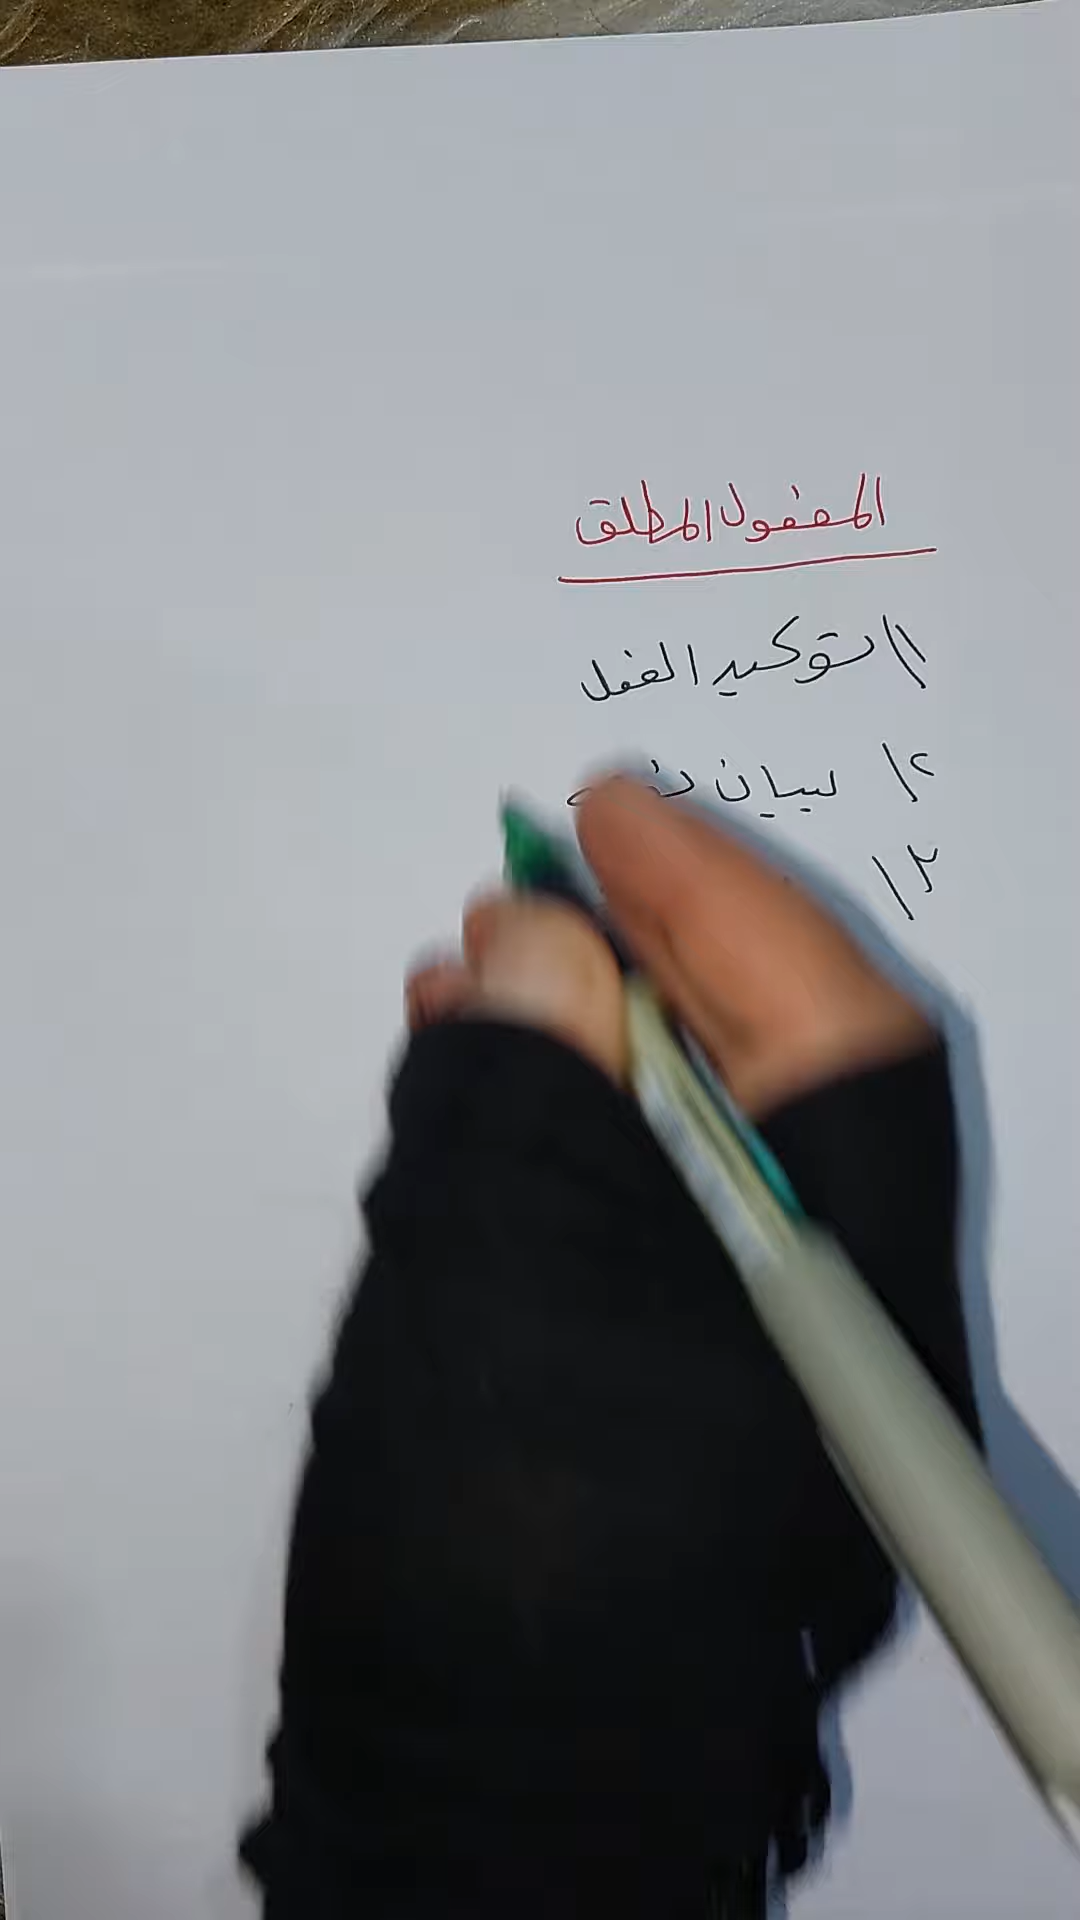 المفعول المطلق
١\ توكيد الفعل
٢\ لبيان
٣\